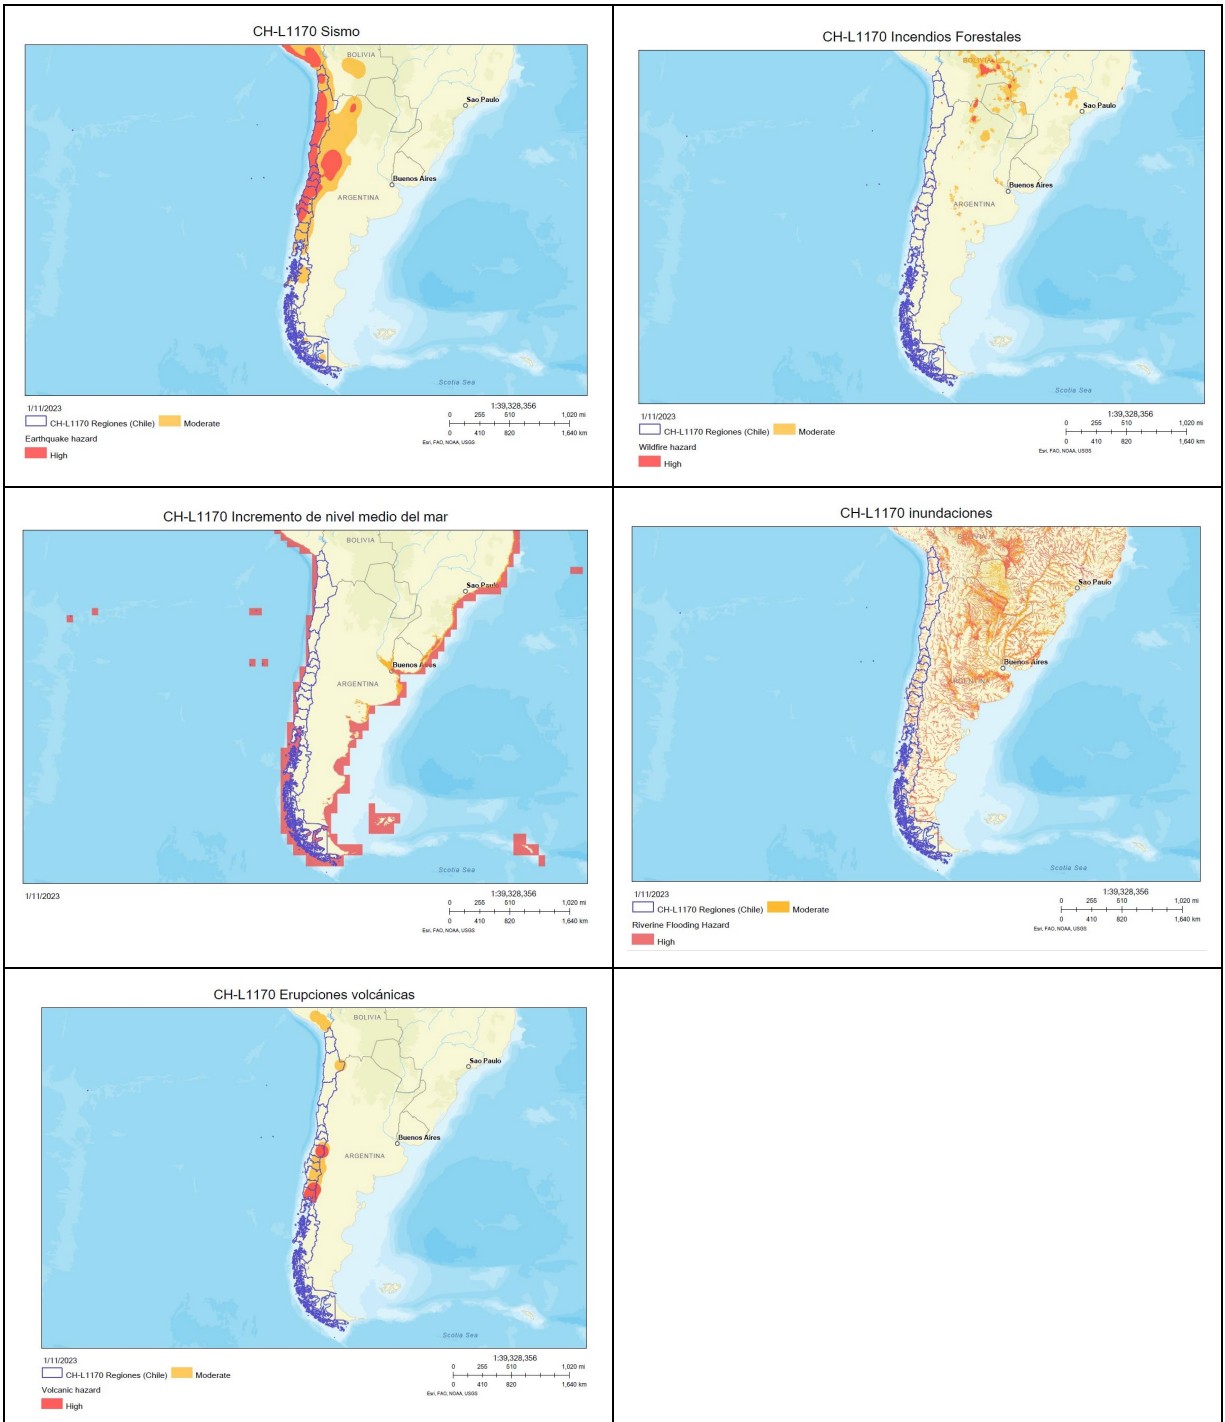 CH-L1170 Sismo
BOLIVIA
Sao Paulo
Buenos Aires
ARGENTINA
Scotia Sea
1/11/2023
CH-L1170 Regiones (Chile) Moderate
Earthquake hazard
High
1:39,328,356
0 255 510 1,020 mi
0 410 820 1,640 km
Esri, FAO, NOAA, USGS
CH-L1170 Incendios Forestales
BOLIVIA
Sao Paulo
Buenos Aires
ARGENTINA
Scotia Sea
1/11/2023
CH-L1170 Regiones (Chile) Moderate
Wildfire hazard
High
1:39,328,356
0 255 510 1,020 mi
0 410 820 1,640 km
Esri, FAO, NOAA, USGS
CH-L1170 Incremento de nivel medio del mar
BOLIVIA
Sao Paulo
Buenos Aires
ARGENTINA
Scotia Sea
1/11/2023
1:39,328,356
0 255 510 1,020 mi
0 410 820 1,640 km
Esri, FAO, NOAA, USGS
CH-L1170 inundaciones
BOLIVIA
Sao Paulo
Buenos Aires
ARGENTINA
Scotia Sea
1/11/2023
CH-L1170 Regiones (Chile) Moderate
Riverine Flooding Hazard
High
1:39,328,356
0 255 510 1,020 mi
0 410 820 1,640 km
Esri, FAO, NOAA, USGS
CH-L1170 Erupciones volcánicas
BOLIVIA
Sao Paulo
Buenos Aires
ARGENTINA
Scotia Sea
1/11/2023
CH-L1170 Regiones (Chile) Moderate
Volcanic hazard
High
1:39,328,356
0 255 510 1,020 mi
0 410 820 1,640 km
Esri, FAO, NOAA, USGS